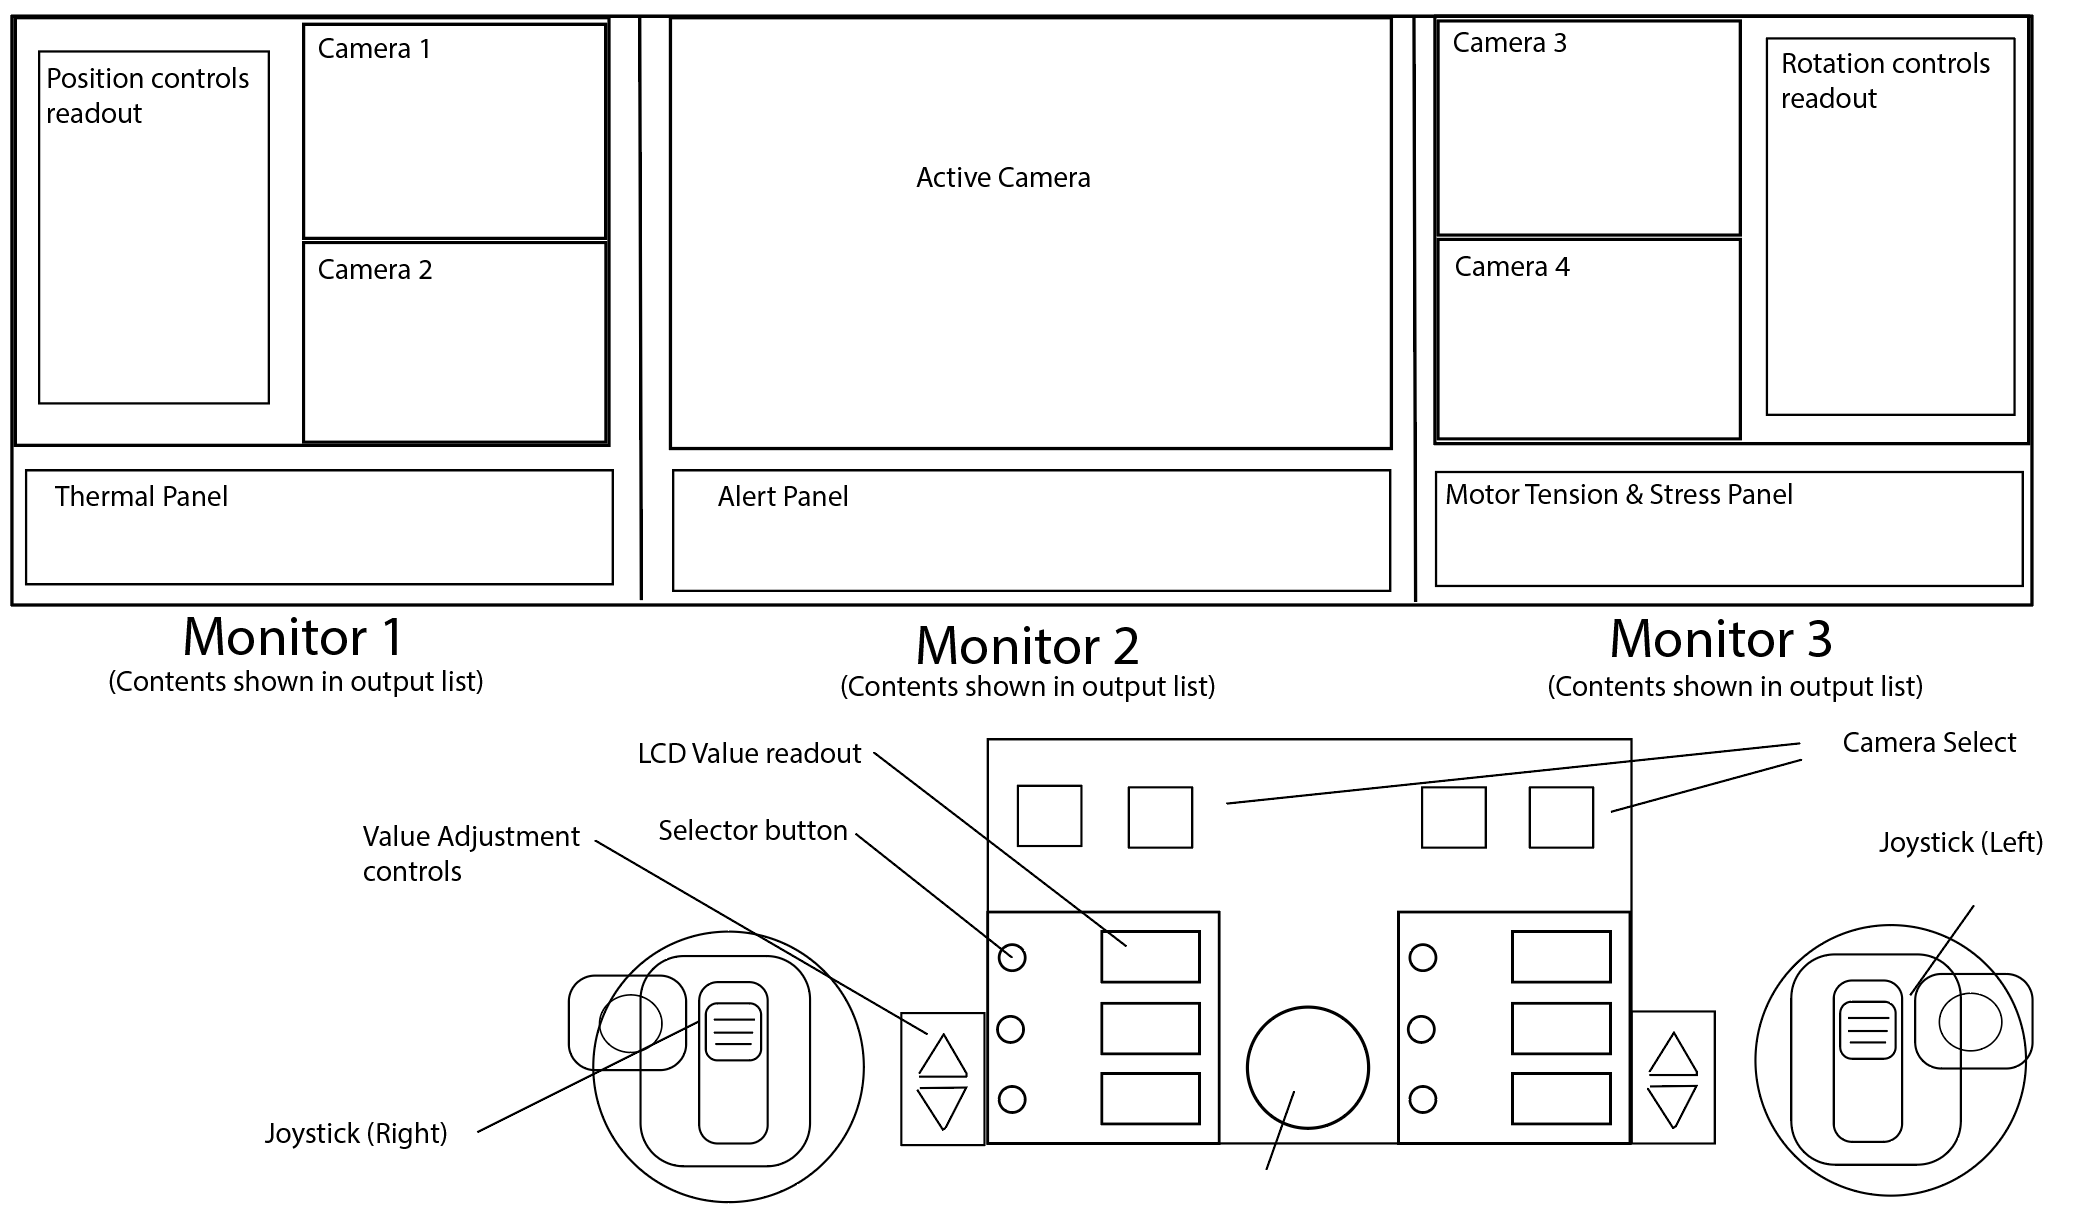 Position controls
readout
Camera 1
Camera 2
Active Camera
Camera 3
Camera 4
Rotation controls
readout
Thermal Panel
Alert Panel
Motor Tension & Stress Panel
Monitor 1
(Contents shown in output list)
Monitor 2
(Contents shown in output list)
Monitor 3
(Contents shown in output list)
LCD Value readout
Camera Select
Value Adjustment
controls
Selector button
Joystick (Left)
Joystick (Right)